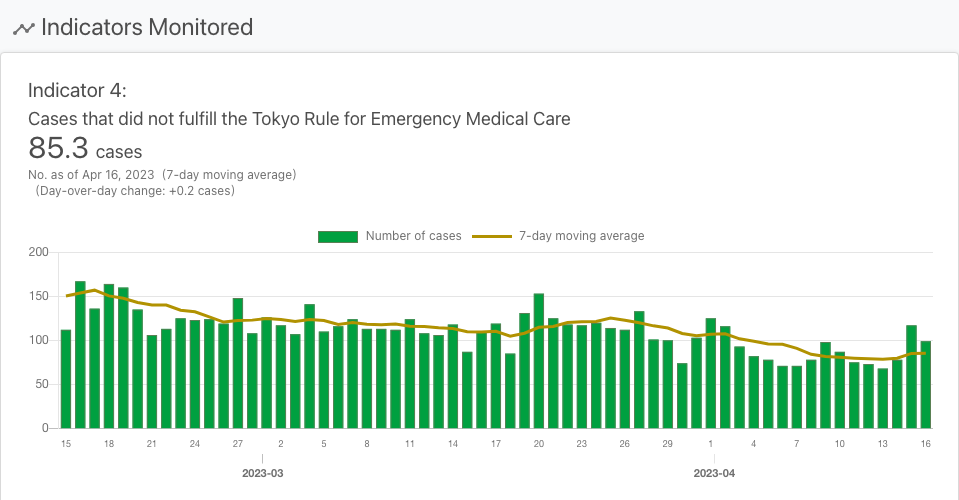 Indicators Monitored
Indicator 4:
Cases that did not fulfill the Tokyo Rule for Emergency Medical Care
85.3 cases
No. as of Apr 16, 2023 (7-day moving average)
(Day-over-day change: +0.2 cases)
Number of cases 7-day moving average
200
150
100
50
0
15 18 21 24 27 2 5 8 11 14 17 20 23 26 29 1 4 7 10 13 16
2023-03 2023-04